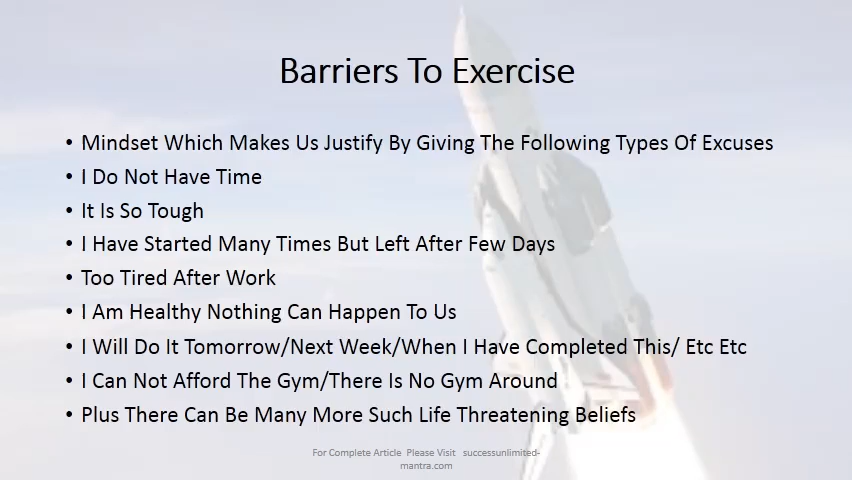 Barriers To Exercise
• Mindset Which Makes Us Justify By Giving The Following Types Of Excuses
• I Do Not Have Time
• It Is So Tough
• I Have Started Many Times But Left After Few Days
• Too Tired After Work
• I Am Healthy Nothing Can Happen To Us
• I Will Do It Tomorrow/Next Week/When I Have Completed This/ Etc Etc
• I Can Not Afford The Gym/There Is No Gym Around
• Plus There Can Be Many More Such Life Threatening Beliefs
For Complete Article Please Visit successunlimited-
mantra.com